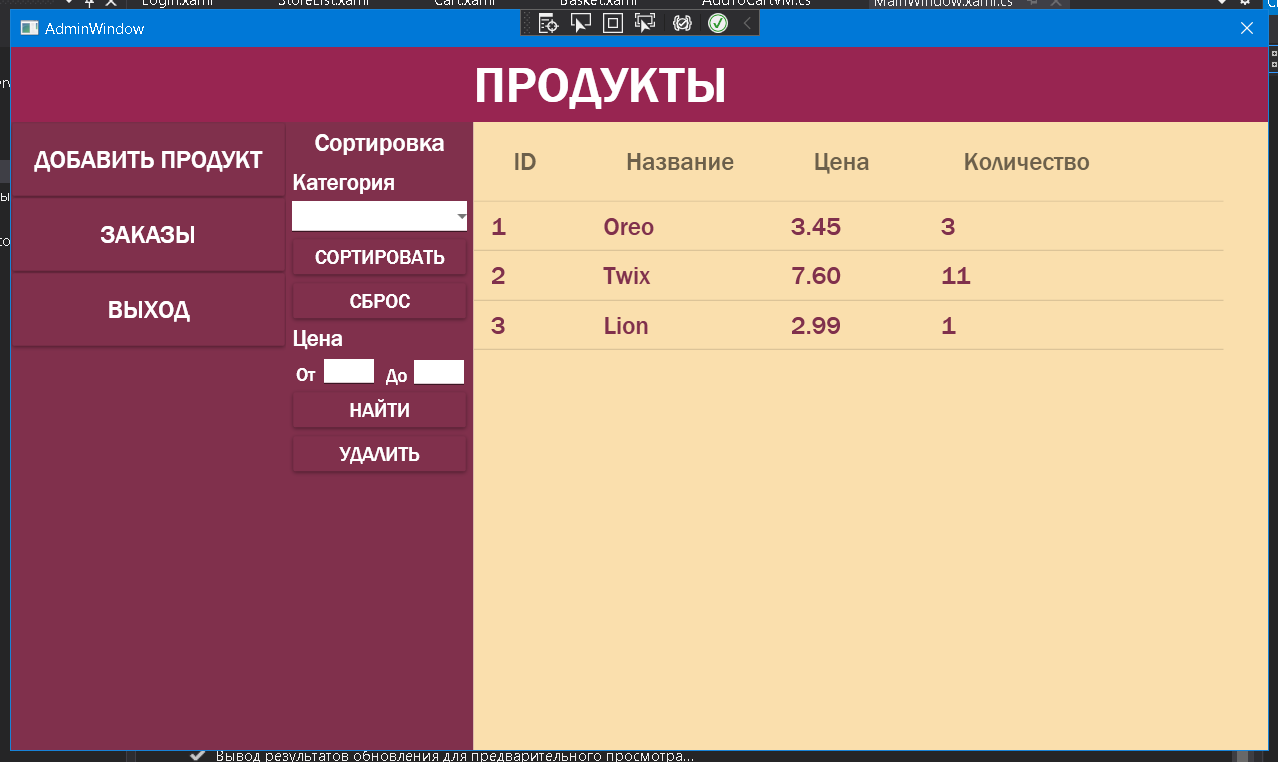 Login.xaml StoreList.xaml Cart.xaml Basket.xaml AddToCartVM.cs MainWindow.xaml.cs
AdminWindow
ПРОДУКТЫ
ДОБАВИТЬ ПРОДУКТ
ЗАКАЗЫ
ВЫХОД
Сортировка
Категория
СОРТИРОВАТЬ
СБРОС
Цена
От До
НАЙТИ
УДАЛИТЬ
ID Название Цена Количество
1 Oreo 3.45 3
2 Twix 7.60 11
3 Lion 2.99 1
Вывод результатов обновления для предварительного просмотра...